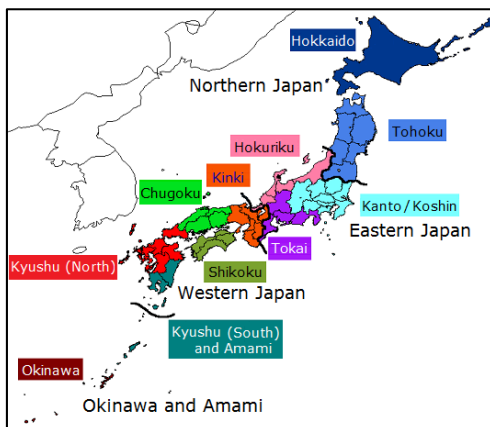 Hokkaido
Northern Japan
Tohoku
Hokuriku
Kinki
Chugoku
Kanto/Koshin
Eastern Japan
Tokai
Kyushu (North)
Shikoku
Western Japan
Kyushu (South)
and Amami
Okinawa
Okinawa and Amami